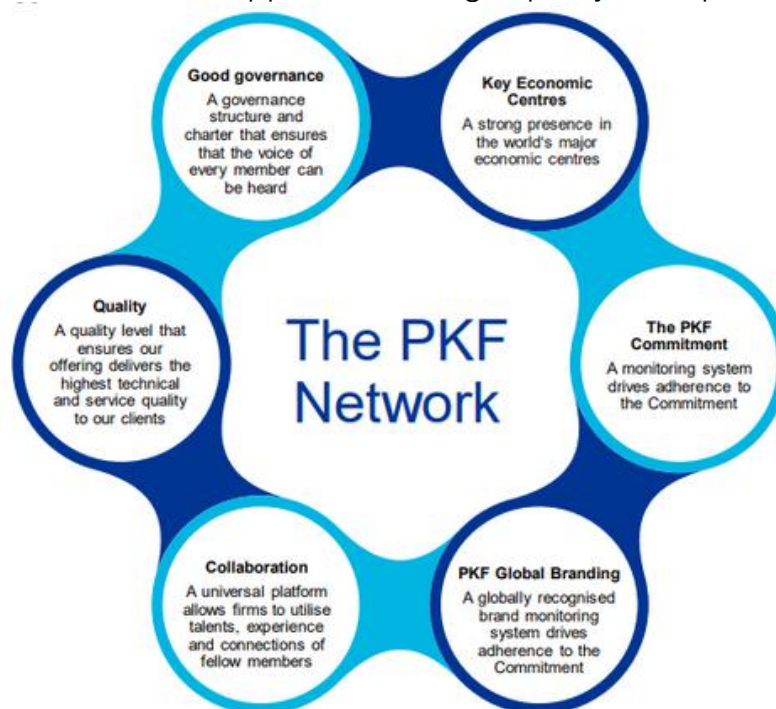 Good governance
A governance
structure and
charter that ensures
that the voice of
every member can
be heard
Key Economic
Centres
A strong presence in
the world's major
economic centres
Quality
A quality level that
ensures our
offering delivers the
highest technical
and service quality
to our clients
The PKF
Network
The PKF
Commitment
A monitoring system
drives adherence to
the Commitment
Collaboration
A universal platform
allows firms to utilise
talents, experience
and connections of
fellow members
PKF Global Branding
A globally recognised
brand monitoring
system drives
adherence to the
Commitment